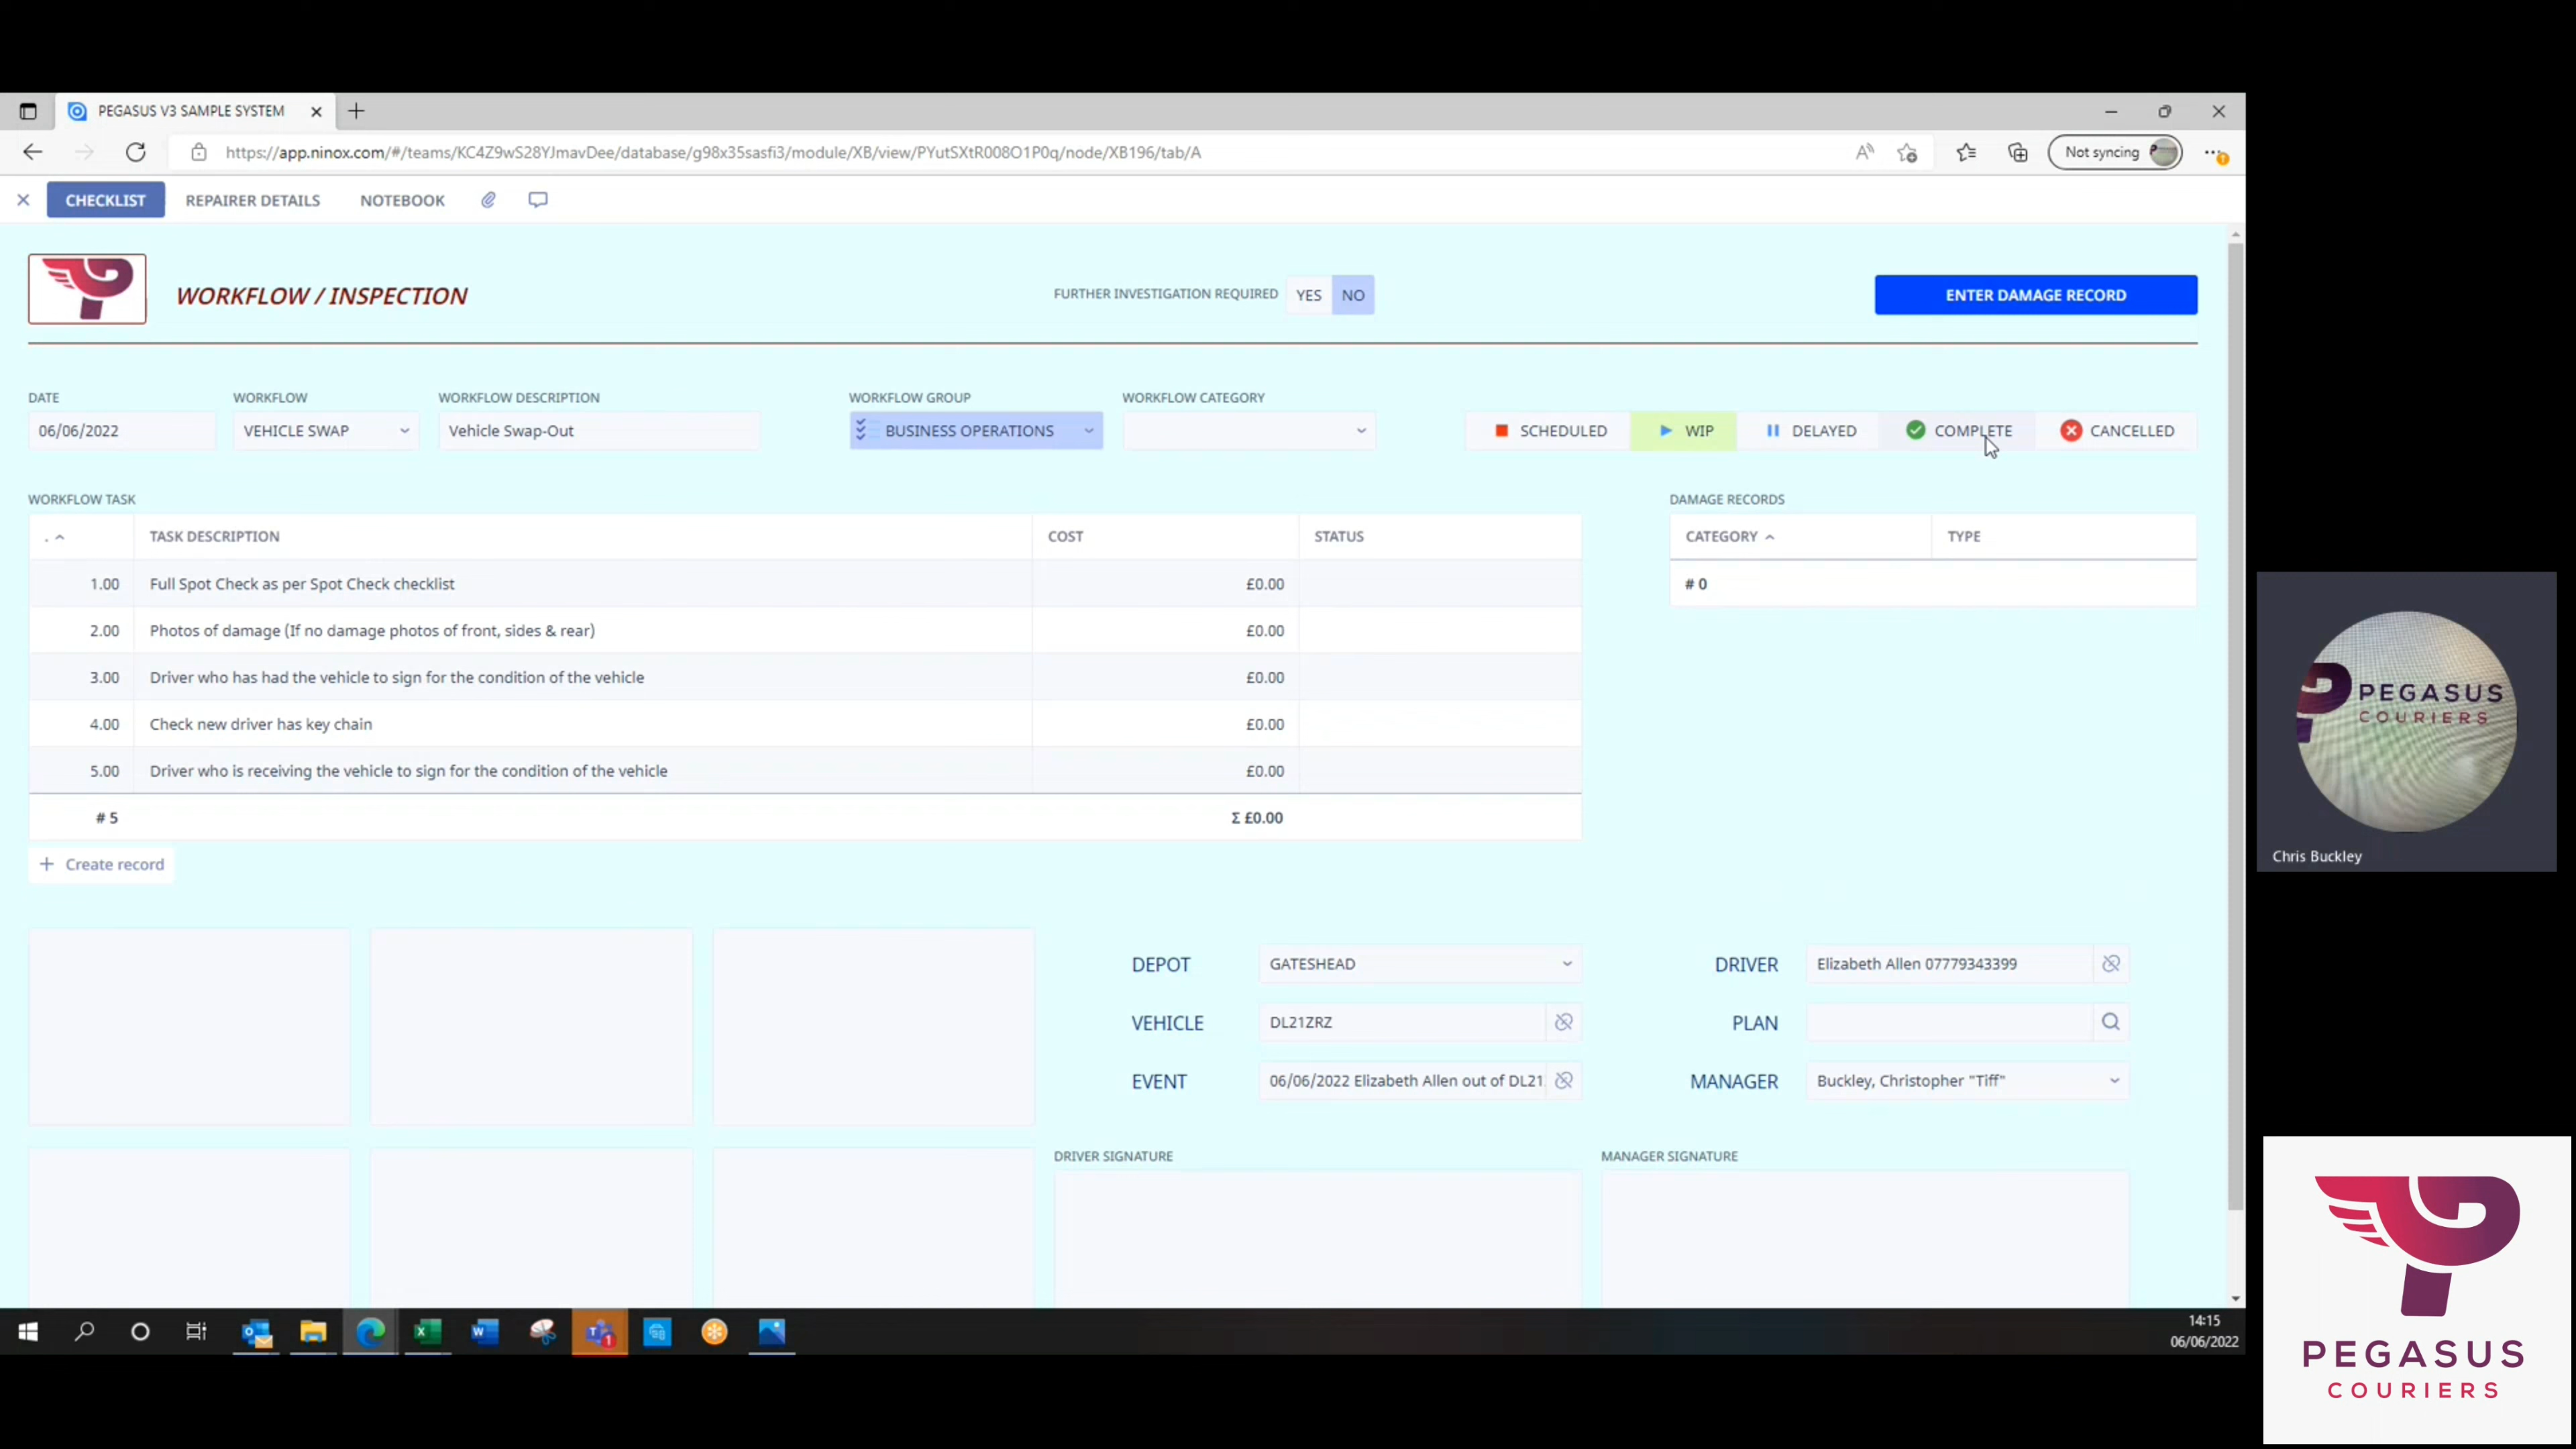 PEGASUS V3 SAMPLE SYSTEM
https://app.ninox.com/#/teams/KC4Z9wS28YJmavDee/database/g98x35sasfi3/module/XB/view/PYutSXtR008O1P0q/node/XB196/tab/A
Not syncing
CHECKLIST REPAIRER DETAILS NOTEBOOK
WORKFLOW / INSPECTION
FURTHER INVESTIGATION REQUIRED YES NO
ENTER DAMAGE RECORD
DATE WORKFLOW WORKFLOW DESCRIPTION WORKFLOW GROUP WORKFLOW CATEGORY
06/06/2022 VEHICLE SWAP Vehicle Swap-Out BUSINESS OPERATIONS SCHEDULED WIP DELAYED COMPLETE CANCELLED
WORKFLOW TASK
. TASK DESCRIPTION COST STATUS
1.00 Full Spot Check as per Spot Check checklist £0.00
2.00 Photos of damage (If no damage photos of front, sides & rear) £0.00
3.00 Driver who has had the vehicle to sign for the condition of the vehicle £0.00
4.00 Check new driver has key chain £0.00
5.00 Driver who is receiving the vehicle to sign for the condition of the vehicle £0.00
# 5 Σ £0.00
+ Create record
DAMAGE RECORDS
CATEGORY TYPE
# 0
DEPOT GATESHEAD DRIVER Elizabeth Allen 07779343399
VEHICLE DL21ZRZ PLAN
EVENT 06/06/2022 Elizabeth Allen out of DL21 MANAGER Buckley, Christopher "Tiff"
DRIVER SIGNATURE MANAGER SIGNATURE
14:15
06/06/2022
PEGASUS
COURIERS
Chris Buckley
PEGASUS
COURIERS